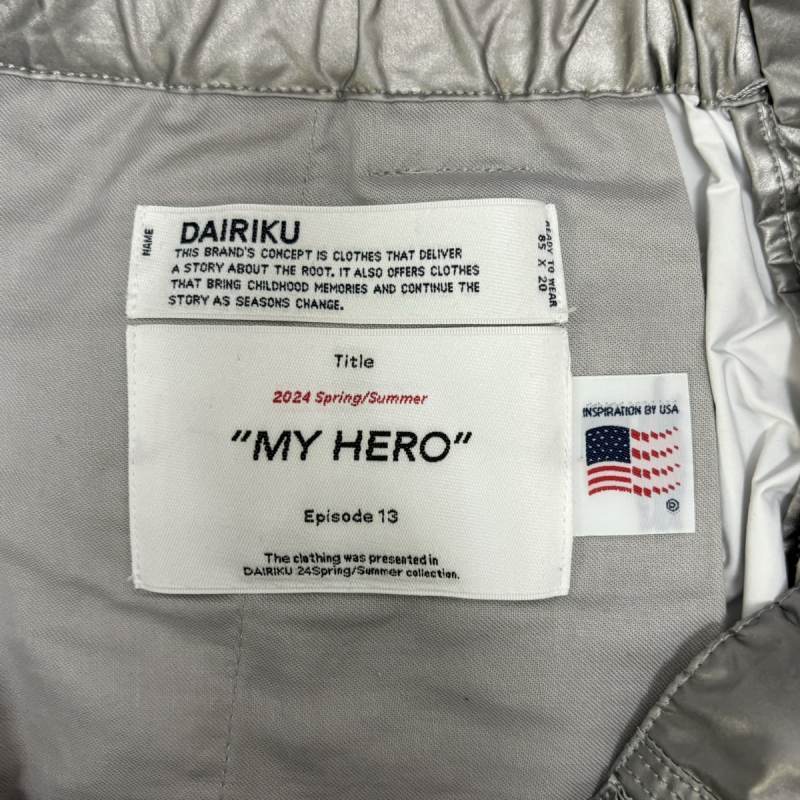 NAME
DAIRIKU
THIS BRAND'S CONCEPT IS CLOTHES THAT DELIVER
A STORY ABOUT THE ROOT. IT ALSO OFFERS CLOTHES
THAT BRING CHILDHOOD MEMORIES AND CONTINUE THE
STORY AS SEASONS CHANGE.
READY TO WEAR
85 X 20
Title
2024 Spring/Summer
"MY HERO"
Episode 13
The clothing was presented in
DAIRIKU 24Spring/Summer collection.
INSPIRATION BY USA